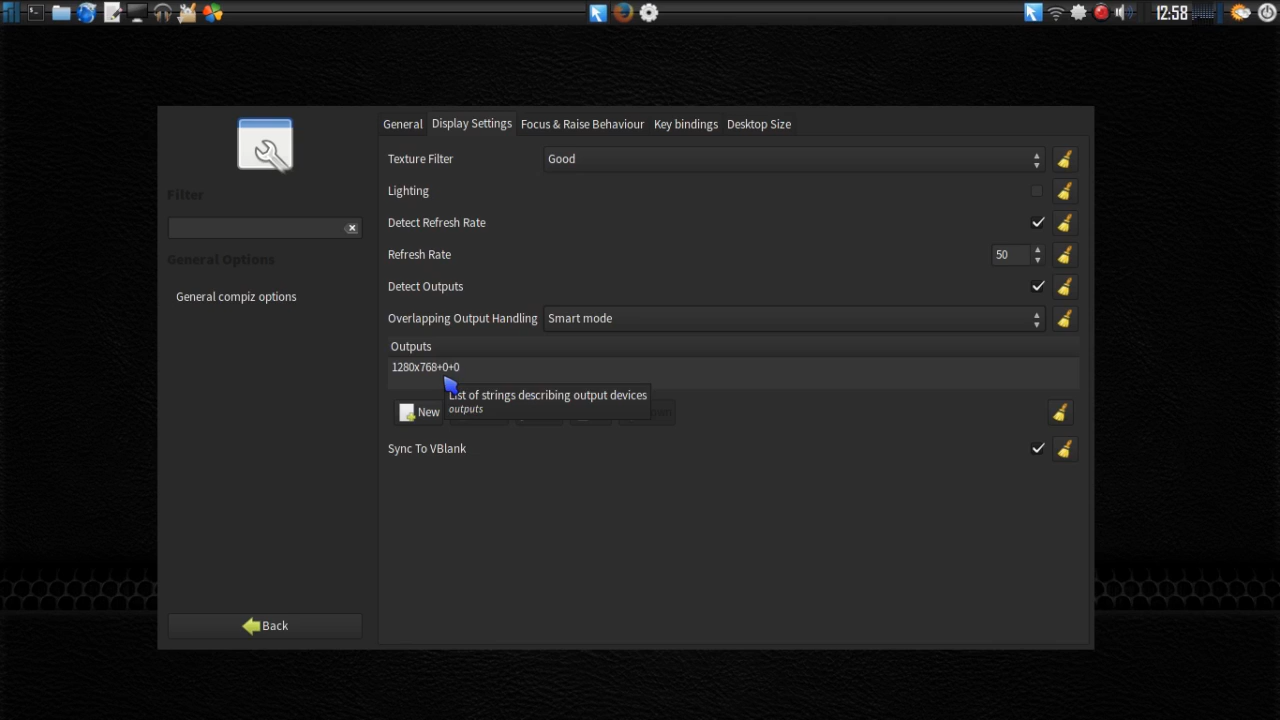 12:58
General
Display Settings
Focus & Raise Behaviour
Key bindings
Desktop Size
Filter
General Options
General compiz options
Back
Texture Filter
Good
Lighting
Detect Refresh Rate
Refresh Rate
50
Detect Outputs
Overlapping Output Handling
Smart mode
Outputs
1280x768+0+0
List of strings describing output devices
outputs
New
Sync To VBlank